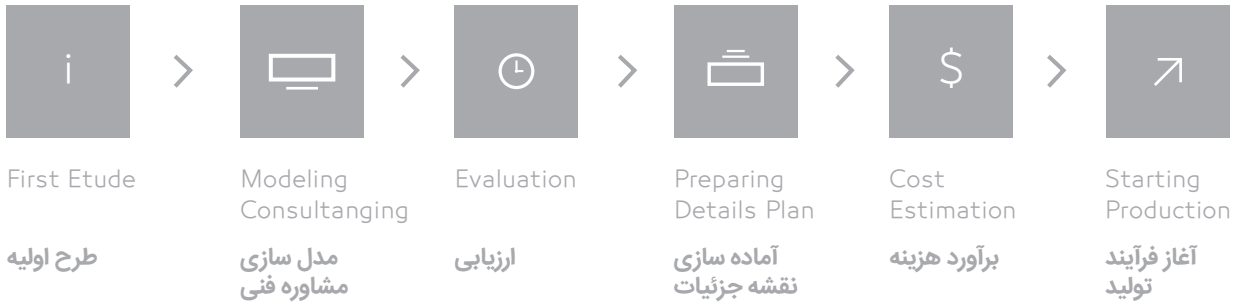 i
$
First Etude
طرح اولیه
Modeling
Consultanging
مدل سازی
مشاوره فنی
Evaluation
ارزیابی
Preparing
Details Plan
آماده سازی
نقشه جزئیات
Cost
Estimation
برآورد هزینه
Starting
Production
آغاز فرآیند
تولید